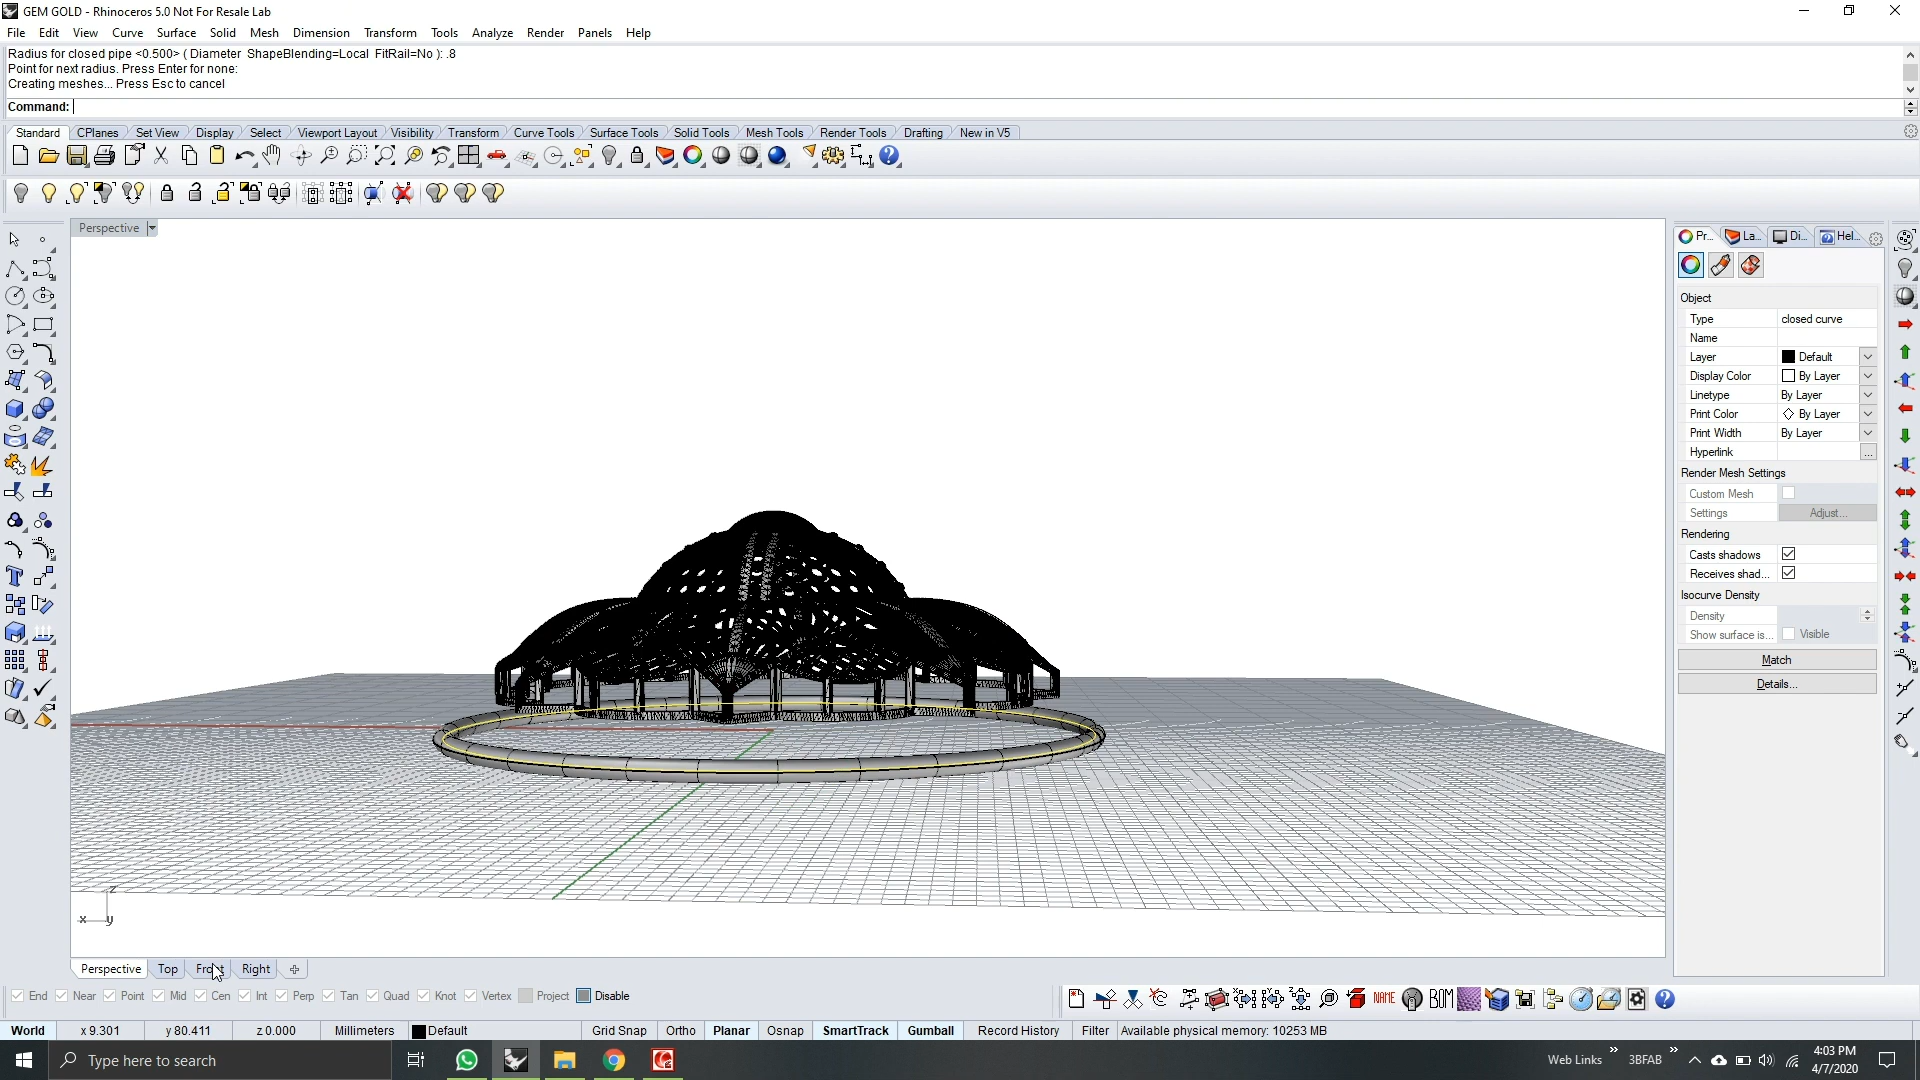 GEM GOLD - Rhinoceros 5.0 Not For Resale Lab
File Edit View Curve Surface Solid Mesh Dimension Transform Tools Analyze Render Panels Help
Radius for closed pipe <0.500> ( Diameter ShapeBlending=Local FitRail=No ): .8
Point for next radius. Press Enter for none:
Creating meshes... Press Esc to cancel
Command:
Standard CPlanes Set View Display Select Viewport Layout Visibility Transform Curve Tools Surface Tools Solid Tools Mesh Tools Render Tools Drafting New in V5
Perspective
Pr... La... Di... Hel...
Object
Type closed curve
Name
Layer Default
Display Color By Layer
Linetype By Layer
Print Color By Layer
Print Width By Layer
Hyperlink ...
Render Mesh Settings
Custom Mesh
Settings Adjust...
Rendering
Casts shadows
Receives shad...
Isocurve Density
Density
Show surface is... Visible
Match
Details...
z
x y
Perspective Top Front Right
End Near Point Mid Cen Int Perp Tan Quad Knot Vertex Project Disable
NAME BOM
World x 9.301 y 80.411 z 0.000 Millimeters Default Grid Snap Ortho Planar Osnap SmartTrack Gumball Record History Filter Available physical memory: 10253 MB
Type here to search
Web Links » 3BFAB »
4:03 PM
4/7/2020